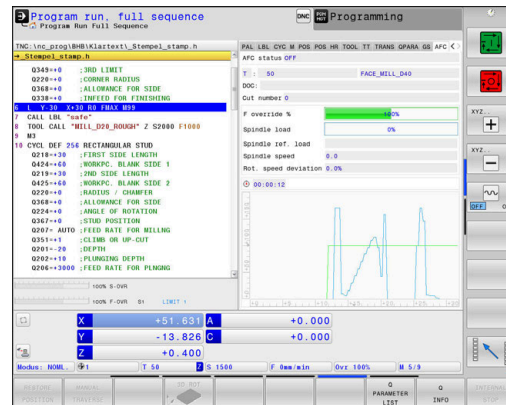 Program run, full sequence
Program Run Full Sequence
DNC
Programming
TNC:\nc_prog\BHB\Klartext\_Stempel_stamp.h
→_Stempel_stamp.h
Q349=+0 ;3RD LIMIT
Q220=+0 ;CORNER RADIUS
Q368=+0 ;ALLOWANCE FOR SIDE
Q338=+0 ;INFEED FOR FINISHING
6 L Y-30 X+30 R0 FMAX M99
7 CALL LBL "safe"
8 TOOL CALL "MILL_D20_ROUGH" Z S2000 F1000
9 M3
10 CYCL DEF 256 RECTANGULAR STUD
Q218=+30 ;FIRST SIDE LENGTH
Q424=+60 ;WORKPC. BLANK SIDE 1
Q219=+30 ;2ND SIDE LENGTH
Q425=+60 ;WORKPC. BLANK SIDE 2
Q220=+0 ;RADIUS / CHAMFER
Q368=+0 ;ALLOWANCE FOR SIDE
Q224=+0 ;ANGLE OF ROTATION
Q367=+0 ;STUD POSITION
Q207= AUTO ;FEED RATE FOR MILLNG
Q351=+1 ;CLIMB OR UP-CUT
Q201=-20 ;DEPTH
Q202=+10 ;PLUNGING DEPTH
Q206=+3000 ;FEED RATE FOR PLNGNG
100% S-OVR
100% F-OVR S1 LIMIT 1
PAL LBL CYC M POS POS HR TOOL TT TRANS QPARA GS AFC
AFC status OFF
T : 50 FACE_MILL_D40
DOC:
Cut number 0
F override % 100%
Spindle load 0%
Spindle ref. load
Spindle speed 0.0
Rot. speed deviation 0.0%
00:00:12
X +51.631 A +0.000
Y -13.826 C +0.000
Z +0.400
Modus: NOML. 1 T 50 Z S 1500 F 0mm/min Ovr 100% M 5/9
RESTORE POSITION
MANUAL TRAVERSE
3D ROT
Q PARAMETER LIST
Q INFO
INTERNAL STOP
XYZ..
XYZ..
OFF